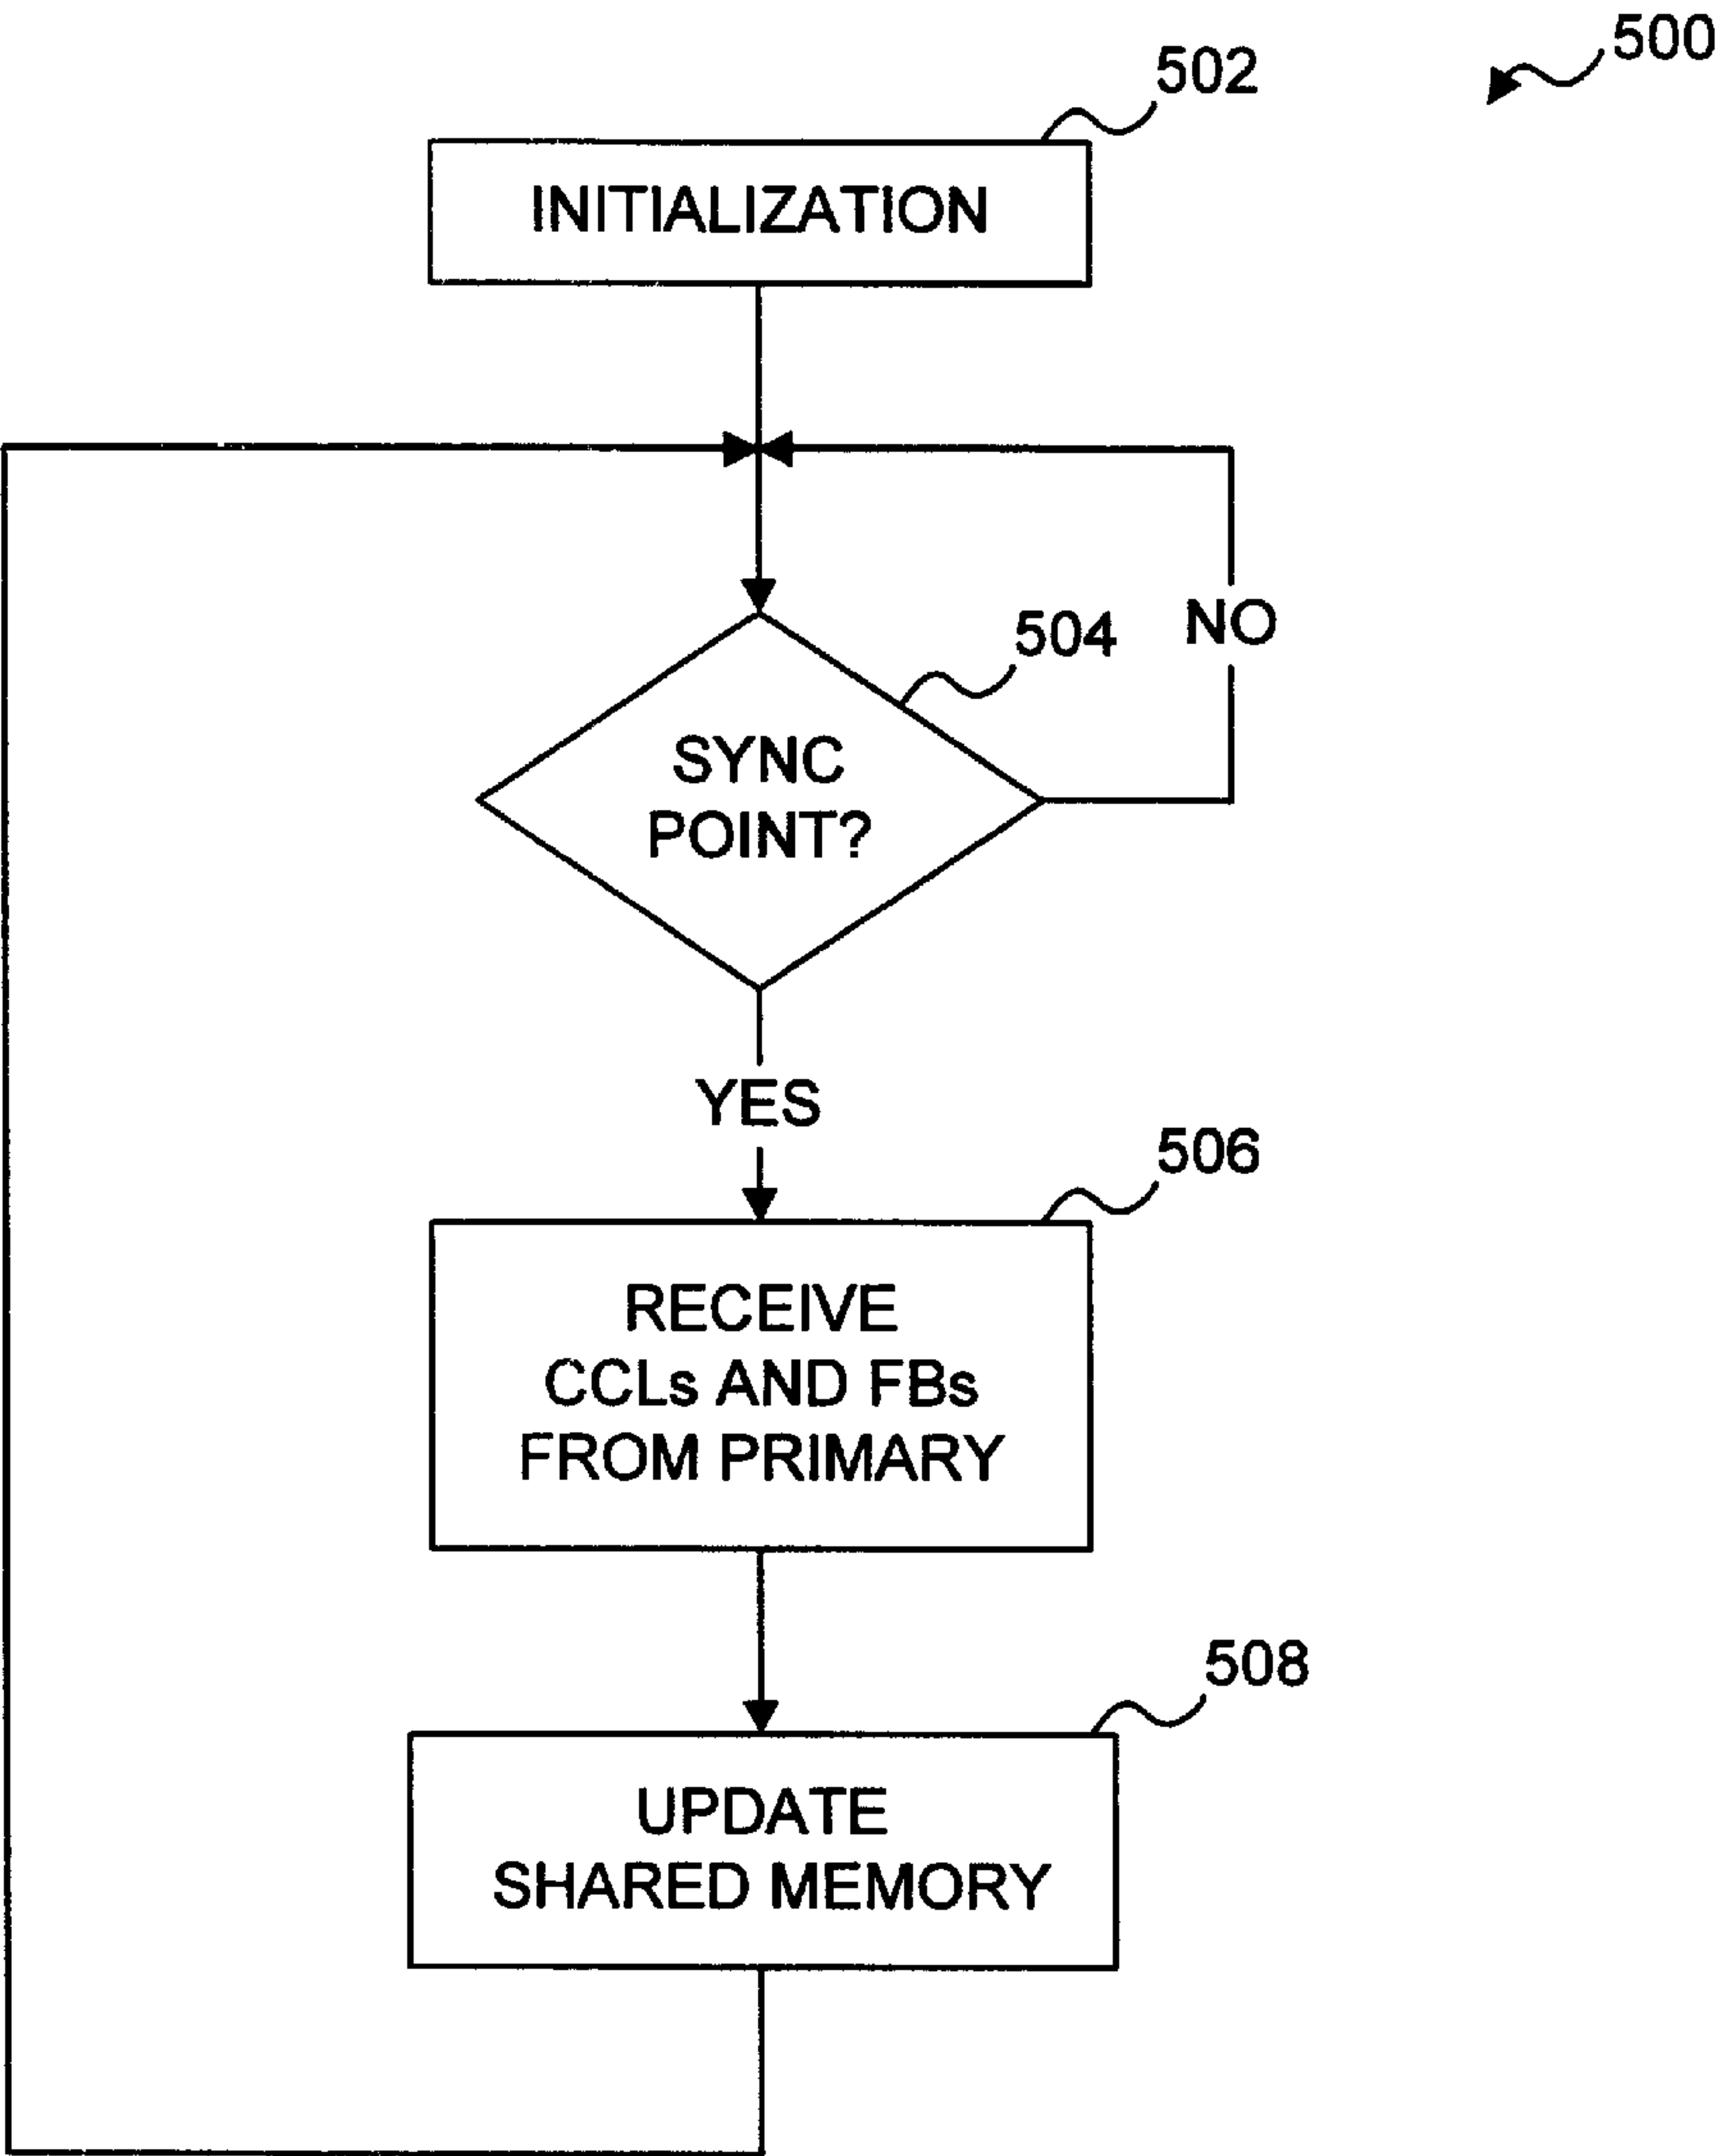 500
502
INITIALIZATION
504
NO
SYNC
POINT?
YES
506
RECEIVE
CCLs AND FBs
FROM PRIMARY
508
UPDATE
SHARED MEMORY